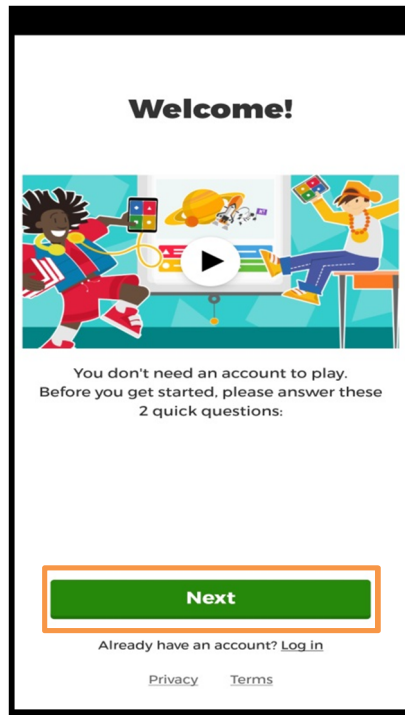 Welcome!
You don't need an account to play.
Before you get started, please answer these
2 quick questions:
Next
Already have an account? Log in
Privacy Terms